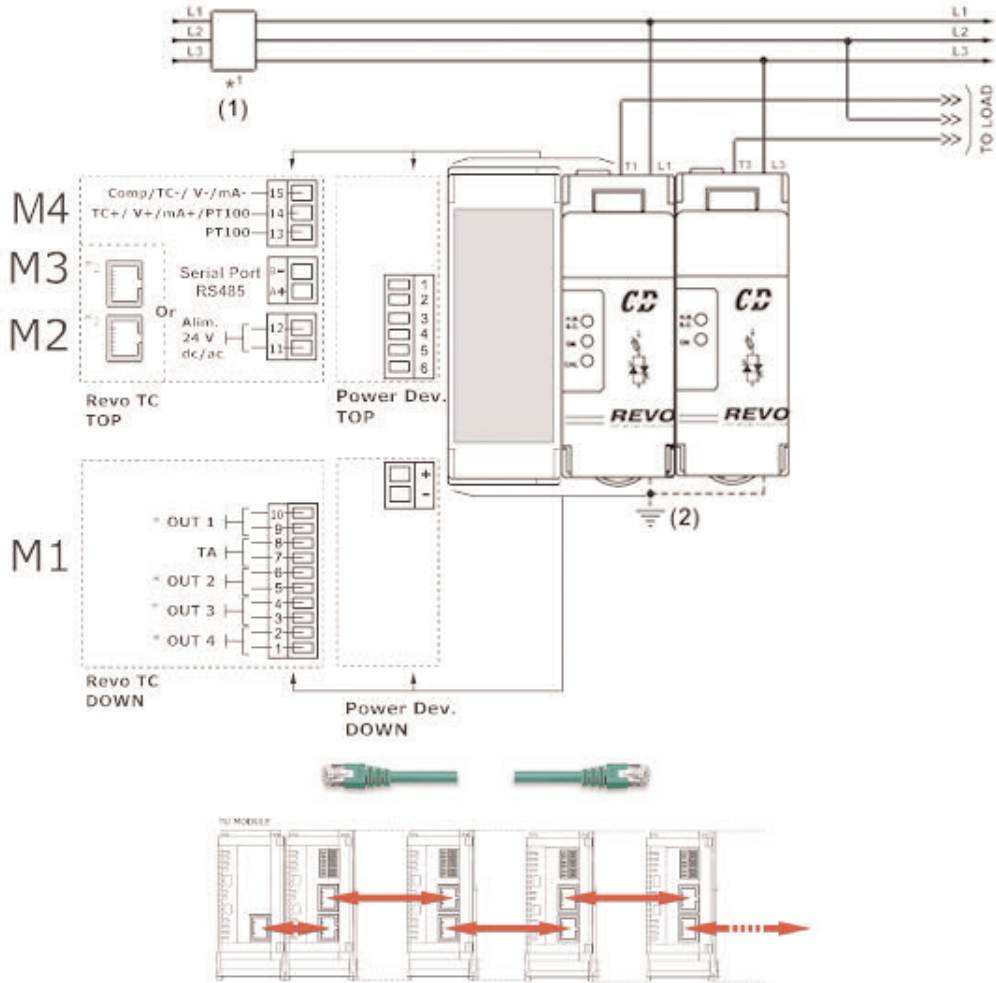 L1
L1
L2
L2
L3
L3
*1
(1)
TO LOAD
T1
L1
T3
L3
M4
Comp/TC-/ V-/mA-
15
TC+/ V+/mA+/PT100
14
PT100
13
M3
Serial Port
RS485
B-
A+
Or
M2
Alim.
24 V
dc/ac
12
11
1
2
3
4
5
6
Revo TC
TOP
Power Dev.
TOP
CD
ON
REVO
CD
ON
REVO
+
-
(2)
M1
* OUT 1
10
9
TA
8
7
* OUT 2
6
5
* OUT 3
4
3
* OUT 4
2
1
Revo TC
DOWN
Power Dev.
DOWN
TU MODULE